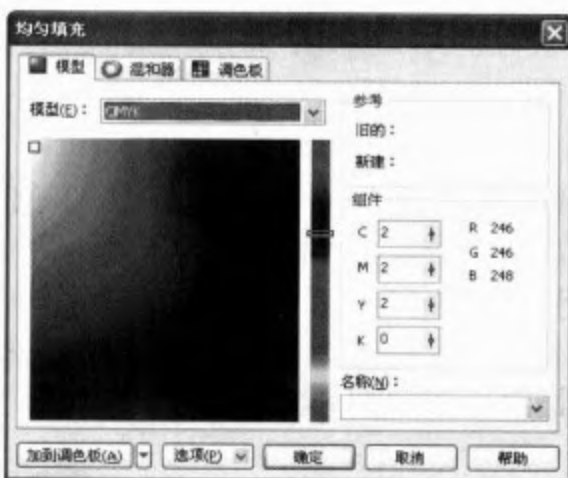 均匀填充
模型 混和器 调色板
模型(E)： CMYK
参考
旧的：
新建：
组件
C 2 R 246
M 2 G 246
Y 2 B 248
K 0
名称(N)：
加到调色板(A) 选项(P) 确定 取消 帮助